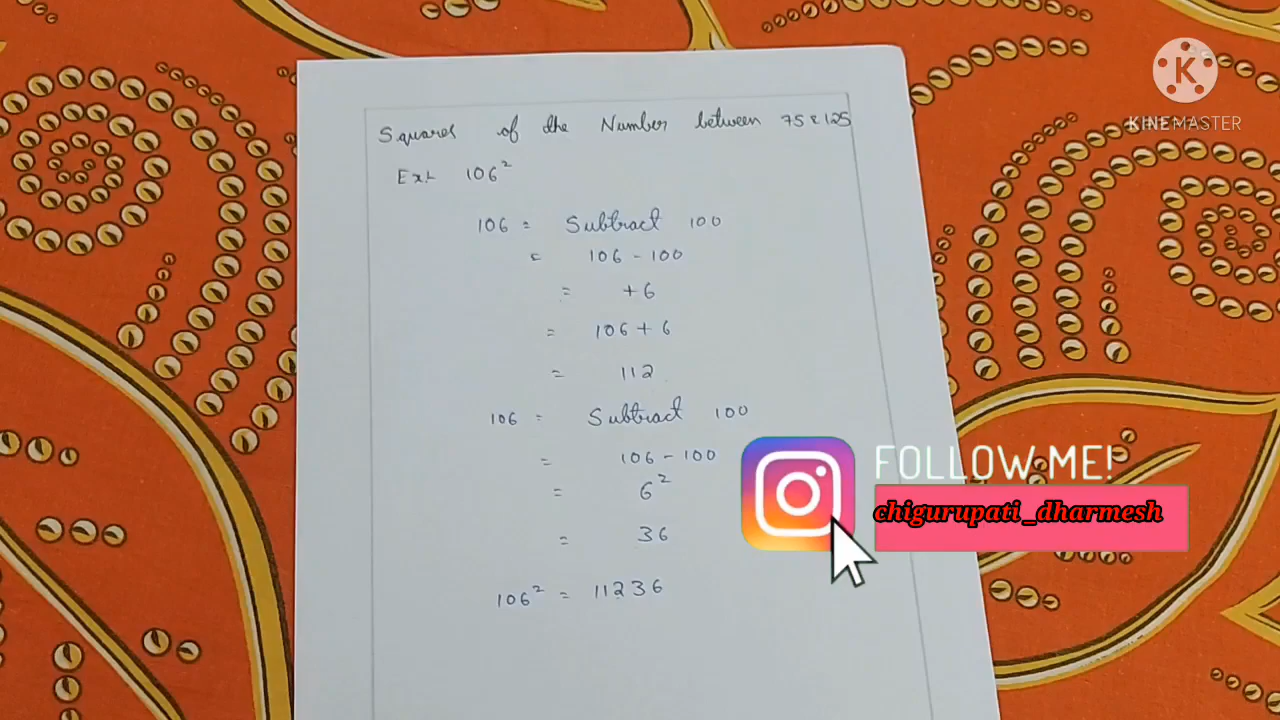 Squares of the Number between 75 & 125
Ex:- 106²
106 = Subtract 100
= 106 - 100
= +6
= 106 + 6
= 112
106 = Subtract 100
= 106 - 100
= 6²
= 36
106² = 11236
K
KINEMASTER
FOLLOW ME!
chigurupati_dharmesh